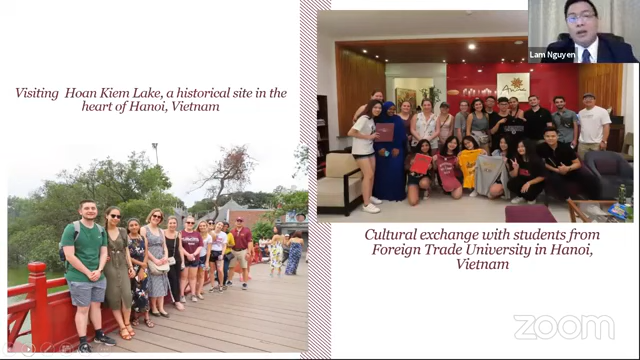 Visiting Hoan Kiem Lake, a historical site in the
heart of Hanoi, Vietnam
Lam Nguyen
Cultural exchange with students from
Foreign Trade University in Hanoi,
Vietnam
zoom